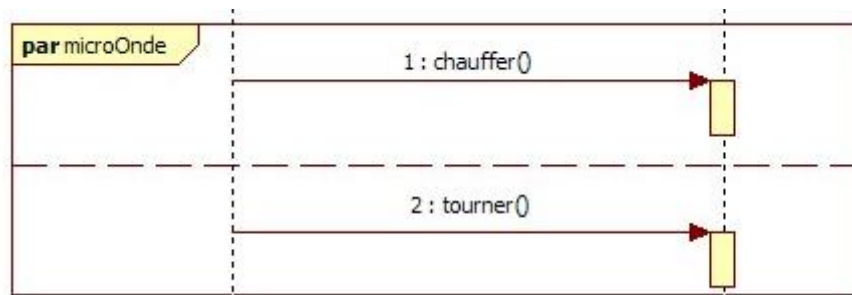 par microOnde
1 : chauffer()
2 : tourner()